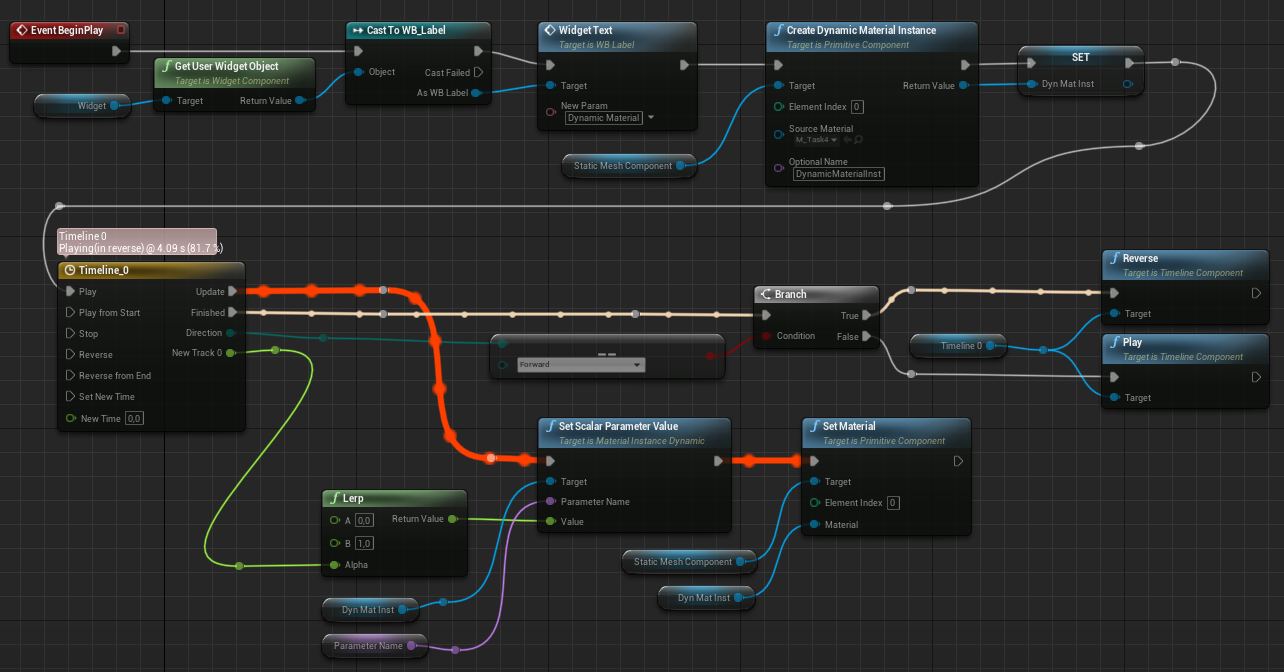 Event BeginPlay
Widget
Get User Widget Object
Target is Widget Component
Target
Return Value
Cast To WB_Label
Object
Cast Failed
As WB Label
Widget Text
Target is WB Label
Target
New Param
Dynamic Material
Static Mesh Component
Create Dynamic Material Instance
Target is Primitive Component
Target
Return Value
Element Index 0
Source Material
M_Task4
Optional Name
DynamicMaterialInst
SET
Dyn Mat Inst
Timeline 0
Playing(in reverse) @ 4.09 s (81.7 %)
Timeline_0
Play
Update
Play from Start
Finished
Stop
Direction
Reverse
New Track 0
Reverse from End
Set New Time
New Time 0,0
==
Forward
Branch
True
Condition
False
Timeline 0
Reverse
Target is Timeline Component
Target
Play
Target is Timeline Component
Target
Lerp
A 0,0
Return Value
B 1,0
Alpha
Dyn Mat Inst
Parameter Name
Set Scalar Parameter Value
Target is Material Instance Dynamic
Target
Parameter Name
Value
Static Mesh Component
Dyn Mat Inst
Set Material
Target is Primitive Component
Target
Element Index 0
Material